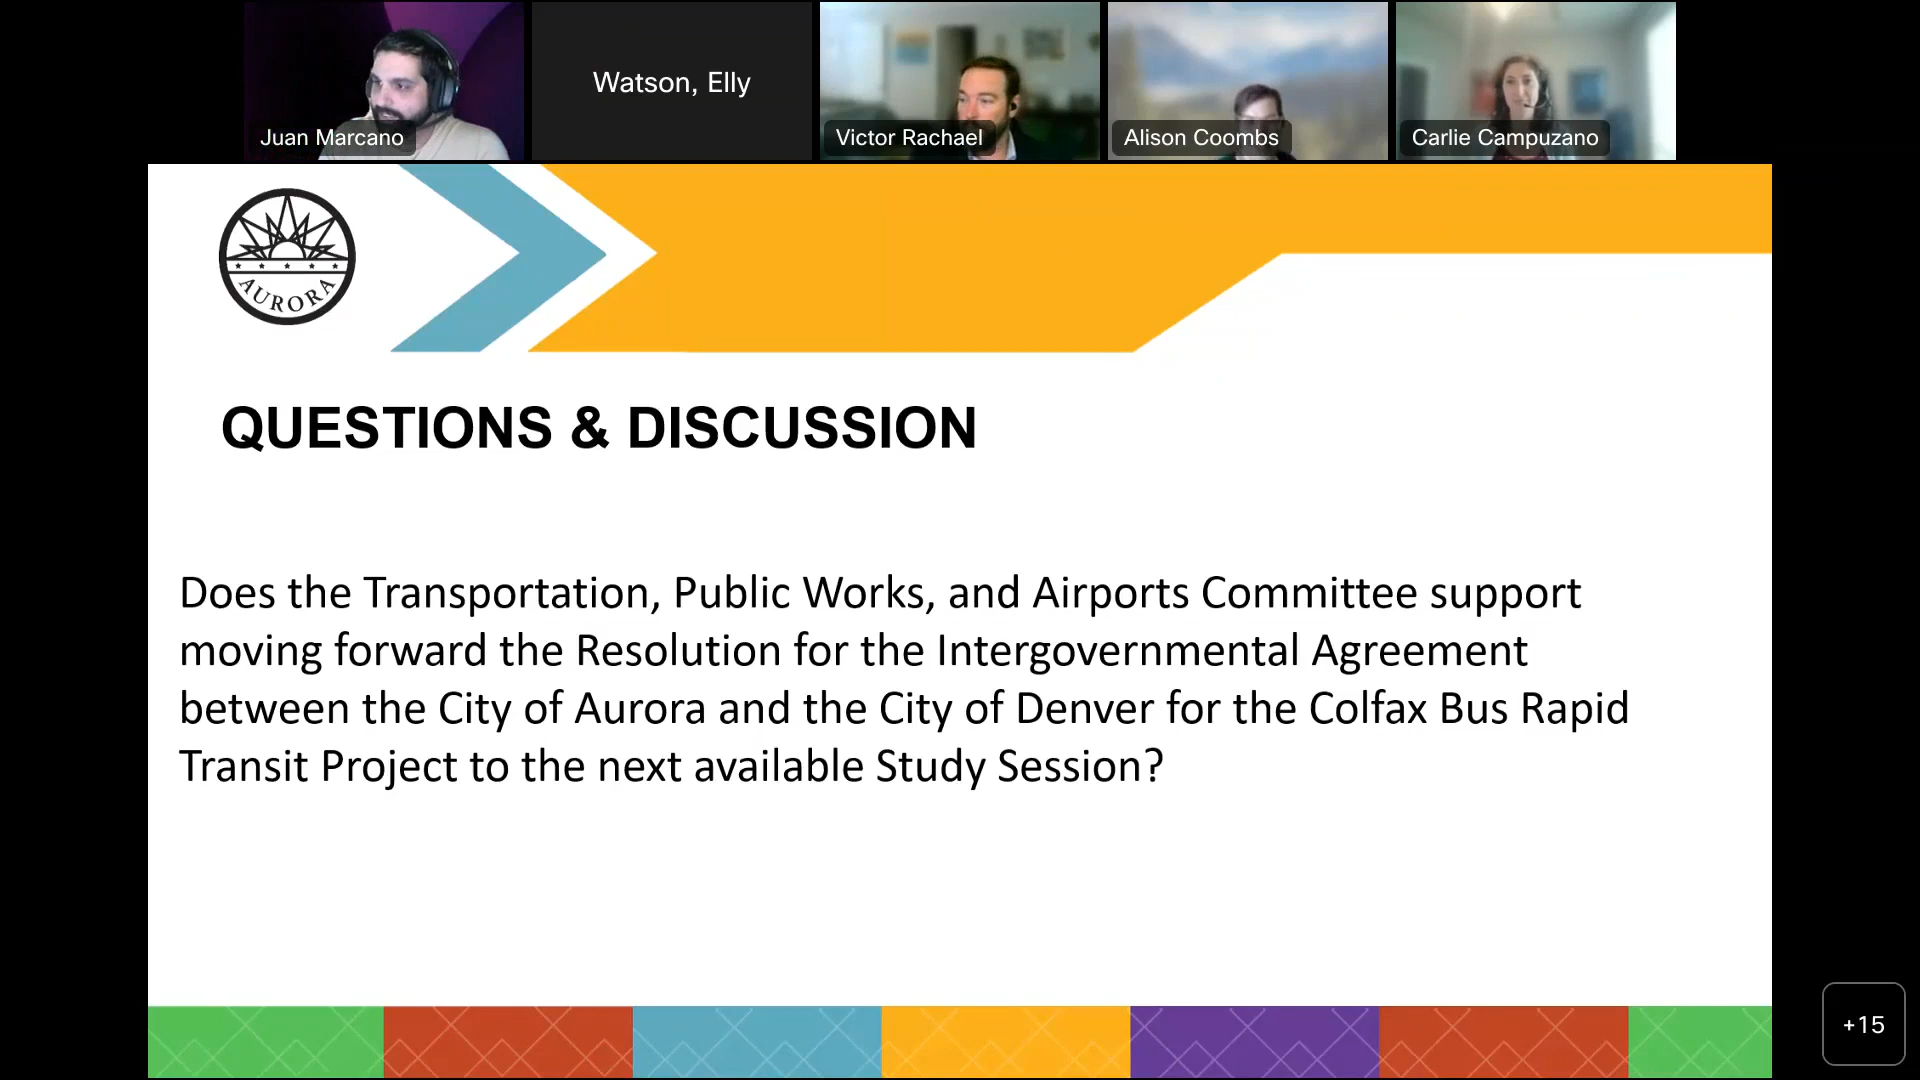 Juan Marcano
Watson, Elly
Victor Rachael
Alison Coombs
Carlie Campuzano
AURORA
QUESTIONS & DISCUSSION
Does the Transportation, Public Works, and Airports Committee support
moving forward the Resolution for the Intergovernmental Agreement
between the City of Aurora and the City of Denver for the Colfax Bus Rapid
Transit Project to the next available Study Session?
+15